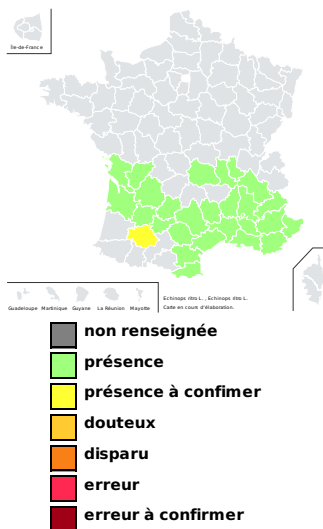 Île-de-France
Guadeloupe Martinique Guyane La Réunion Mayotte
Echinops ritro L. , Echinops ritro L.
Carte en cours d'élaboration.
non renseignée
présence
présence à confimer
douteux
disparu
erreur
erreur à confirmer